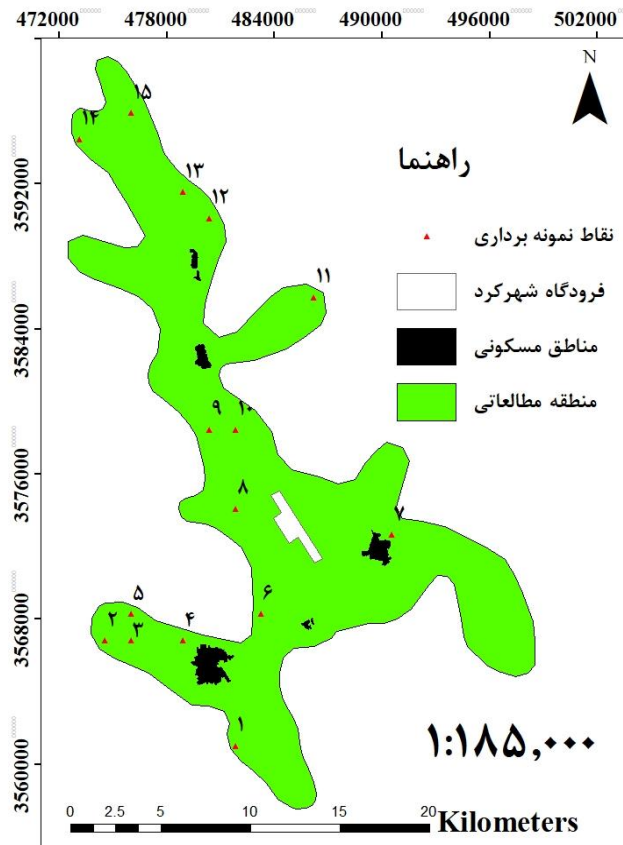 472000 478000 484000 490000 496000 502000
N
۱۵
۱۴
راهنما
3592000
۱۳
۱۲
نقاط نمونه برداری
۱۱
فرودگاه شهرکرد
3584000
مناطق مسکونی
منطقه مطالعاتی
۹ ۱۰
3576000
۸
۷
۵
۶
3568000
۲ ۳ ۴
۱
۱:۱۸۵,۰۰۰
3560000
0 2.5 5 10 15 20
Kilometers